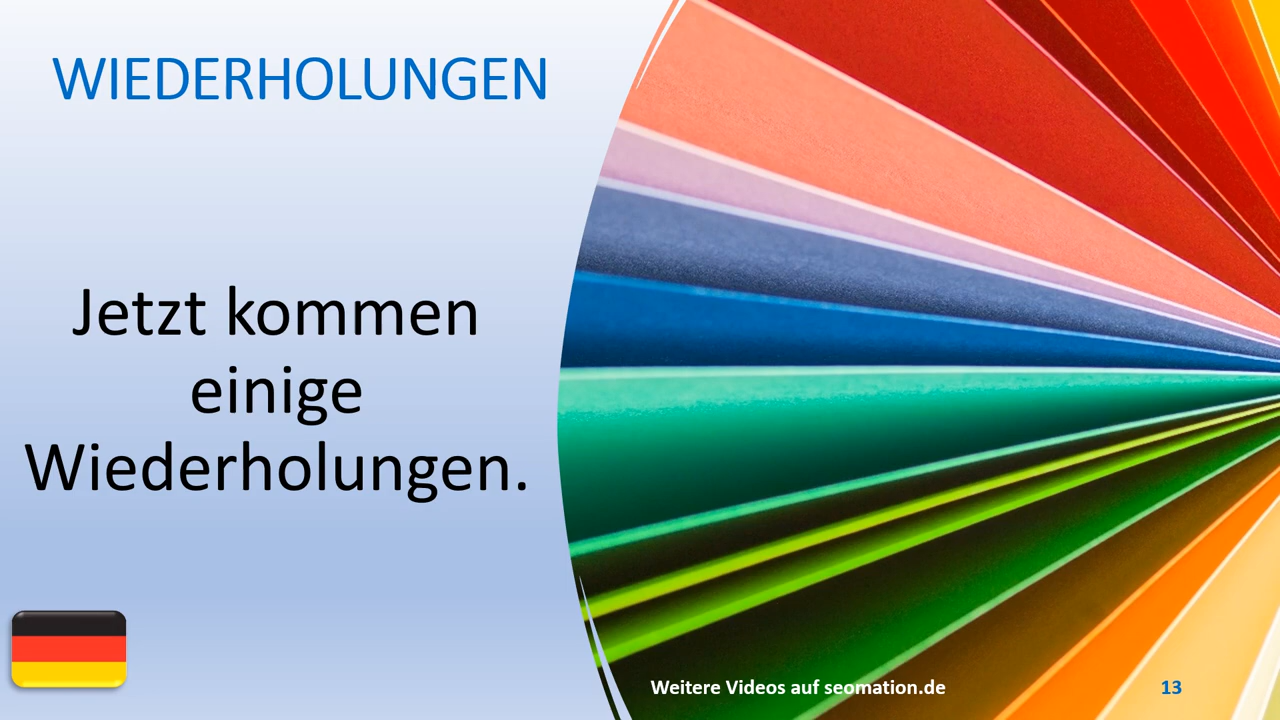 WIEDERHOLUNGEN
Jetzt kommen
einige
Wiederholungen.
Weitere Videos auf seomation.de
13